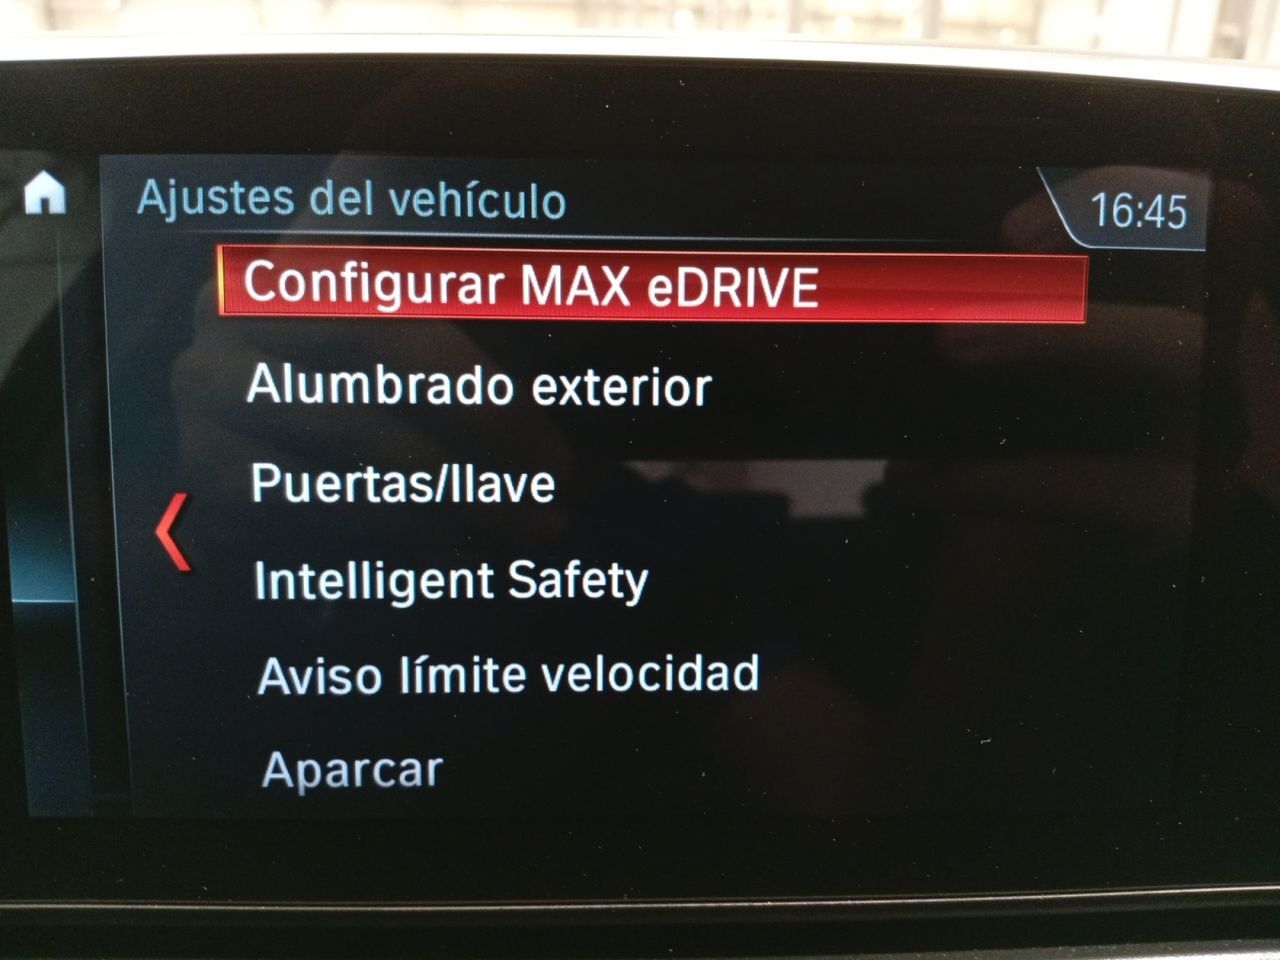 Ajustes del vehículo
16:45
Configurar MAX eDRIVE
Alumbrado exterior
Puertas/llave
Intelligent Safety
Aviso límite velocidad
Aparcar